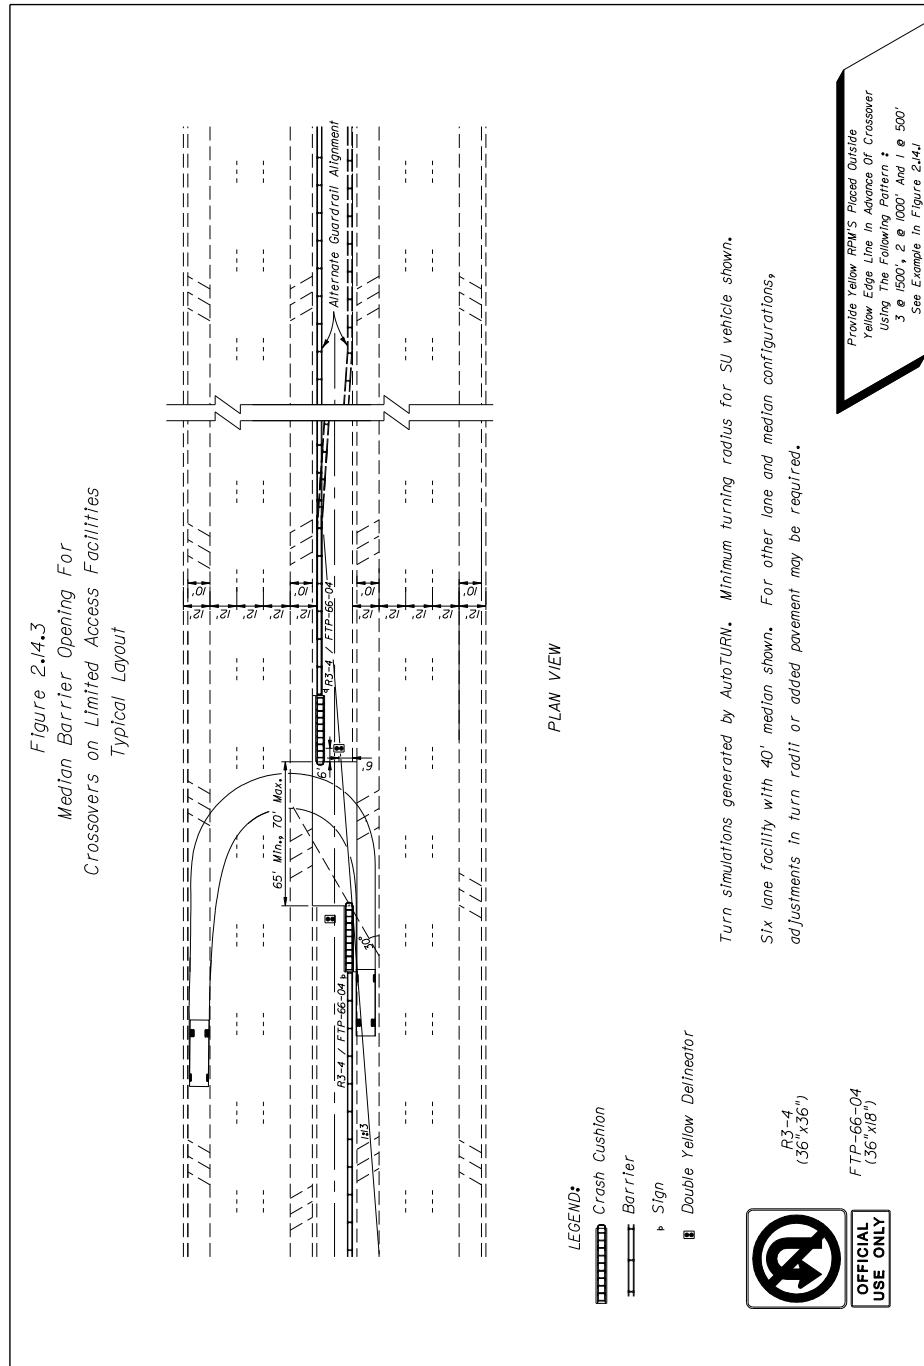 Figure 2.14.3
Median Barrier Opening For
Crossovers on Limited Access Facilities
Typical Layout
Alternate Guardrail Alignment
10'
12'
12'
12'
10'
12'
R3-4 / FTP-66-04
12'
10'
12'
12'
12'
10'
12'
65' Min., 70' Max.
6'
6'
30°
R3-4 / FTP-66-04
1:13
PLAN VIEW
LEGEND:
Crash Cushion
Barrier
Sign
Double Yellow Delineator
Turn simulations generated by AutoTURN. Minimum turning radius for SU vehicle shown.
Six lane facility with 40' median shown. For other lane and median configurations,
adjustments in turn radii or added pavement may be required.
Provide Yellow RPM'S Placed Outside
Yellow Edge Line In Advance Of Crossover
Using The Following Pattern :
3 @ 1500', 2 @ 1000' And 1 @ 500'
See Example In Figure 2.14.1
OFFICIAL
USE ONLY
R3-4
(36"x36")
FTP-66-04
(36"x18")